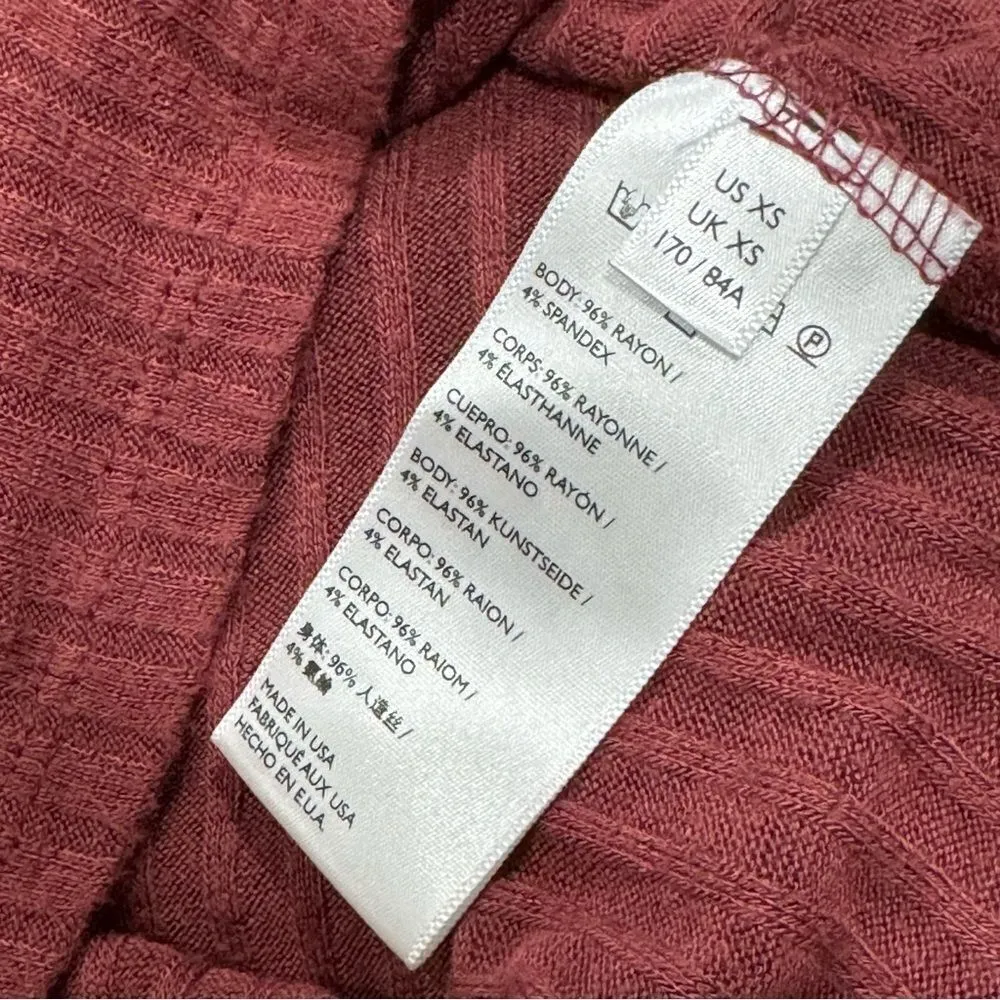 US XS
UK XS
170 / 84A
P
BODY: 96% RAYON /
4% SPANDEX
CORPS: 96% RAYONNE /
4% ÉLASTHANNE
CUEPRO: 96% RAYÓN /
4% ELASTANO
BODY: 96% KUNSTSEIDE /
4% ELASTAN
CORPO: 96% RAION /
4% ELASTAN
CORPO: 96% RAIOM /
4% ELASTANO
身体: 96% 人造丝 /
4%
MADE IN USA
FABRIQUÉ AUX USA
HECHO EN E.U.A.